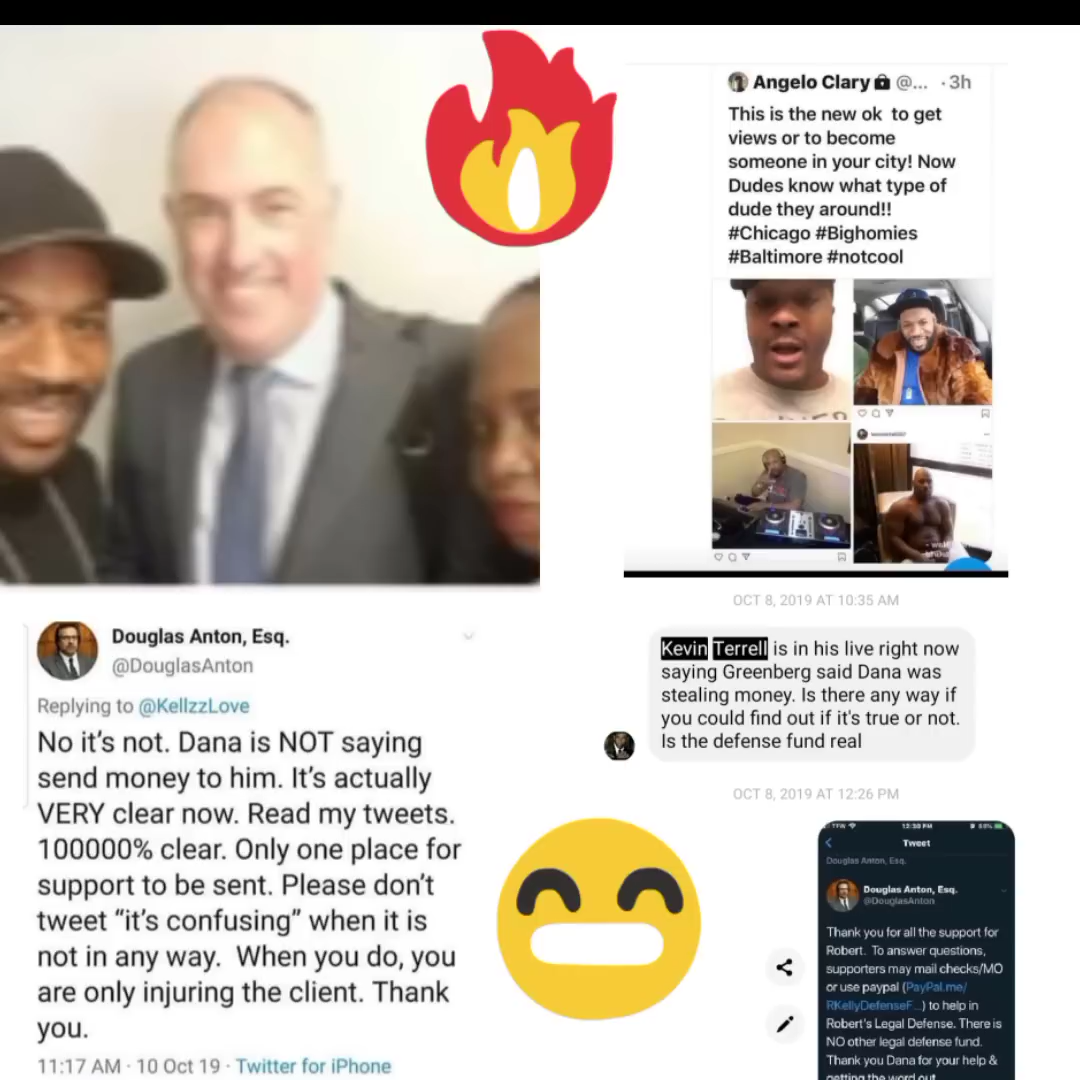 Angelo Clary @... · 3h
This is the new ok to get
views or to become
someone in your city! Now
Dudes know what type of
dude they around!!
#Chicago #Bighomies
#Baltimore #notcool
OCT 8, 2019 AT 10:35 AM
Kevin Terrell is in his live right now
saying Greenberg said Dana was
stealing money. Is there any way if
you could find out if it's true or not.
Is the defense fund real
OCT 8, 2019 AT 12:26 PM
Douglas Anton, Esq.
@DouglasAnton
Replying to @KellzzLove
No it's not. Dana is NOT saying
send money to him. It's actually
VERY clear now. Read my tweets.
100000% clear. Only one place for
support to be sent. Please don't
tweet “it's confusing” when it is
not in any way. When you do, you
are only injuring the client. Thank
you.
11:17 AM · 10 Oct 19 · Twitter for iPhone
Tweet
Douglas Anton, Esq.
Douglas Anton, Esq.
@DouglasAnton
Thank you for all the support for
Robert. To answer questions,
supporters may mail checks/MO
or use paypal (PayPal.me/
RKellyDefenseF...) to help in
Robert's Legal Defense. There is
NO other legal defense fund.
Thank you Dana for your help &
getting the word out